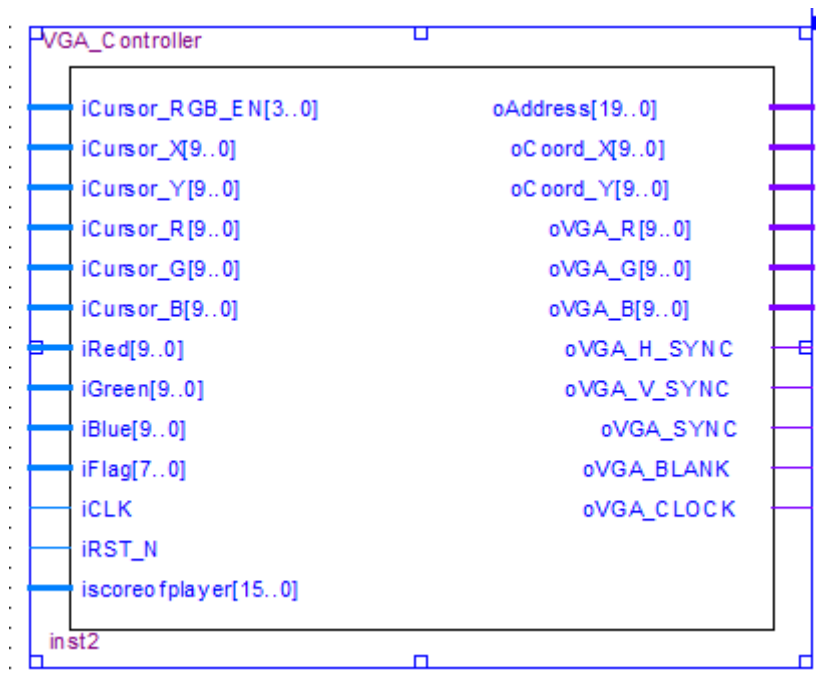 VGA_Controller
iCursor_RGB_EN[3..0] oAddress[19..0]
iCursor_X[9..0] oCoord_X[9..0]
iCursor_Y[9..0] oCoord_Y[9..0]
iCursor_R[9..0] oVGA_R[9..0]
iCursor_G[9..0] oVGA_G[9..0]
iCursor_B[9..0] oVGA_B[9..0]
iRed[9..0] oVGA_H_SYNC
iGreen[9..0] oVGA_V_SYNC
iBlue[9..0] oVGA_SYNC
iFlag[7..0] oVGA_BLANK
iCLK oVGA_CLOCK
iRST_N
iscoreofplayer[15..0]
inst2